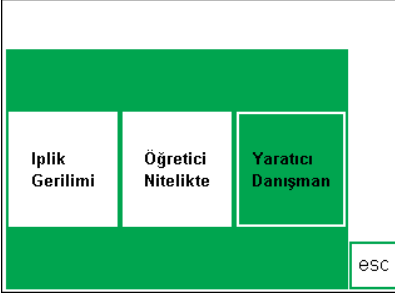 Iplik
Gerilimi
Öğretici
Nitelikte
Yaratıcı
Danışman
esc